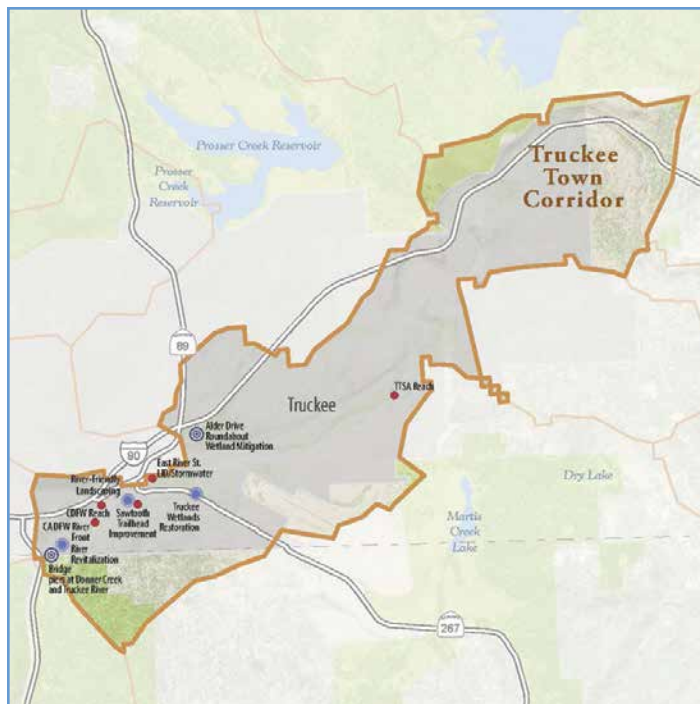 Prosser Creek Reservoir
Prosser
Creek
Reservoir
Truckee
Town
Corridor
89
TTSA Reach
Truckee
Alder Drive
Roundabout
Wetland Mitigation
80
East River St.
LID/Stormwater
River-Friendly
Landscaping
CDFW Reach
Sawtooth
Trailhead
Improvement
Truckee
Wetlands
Restoration
CADFW River
Front
River
Revitalization
Bridge
piers at Donner Creek
and Truckee River
Dry Lake
Martis
Creek
Lake
267